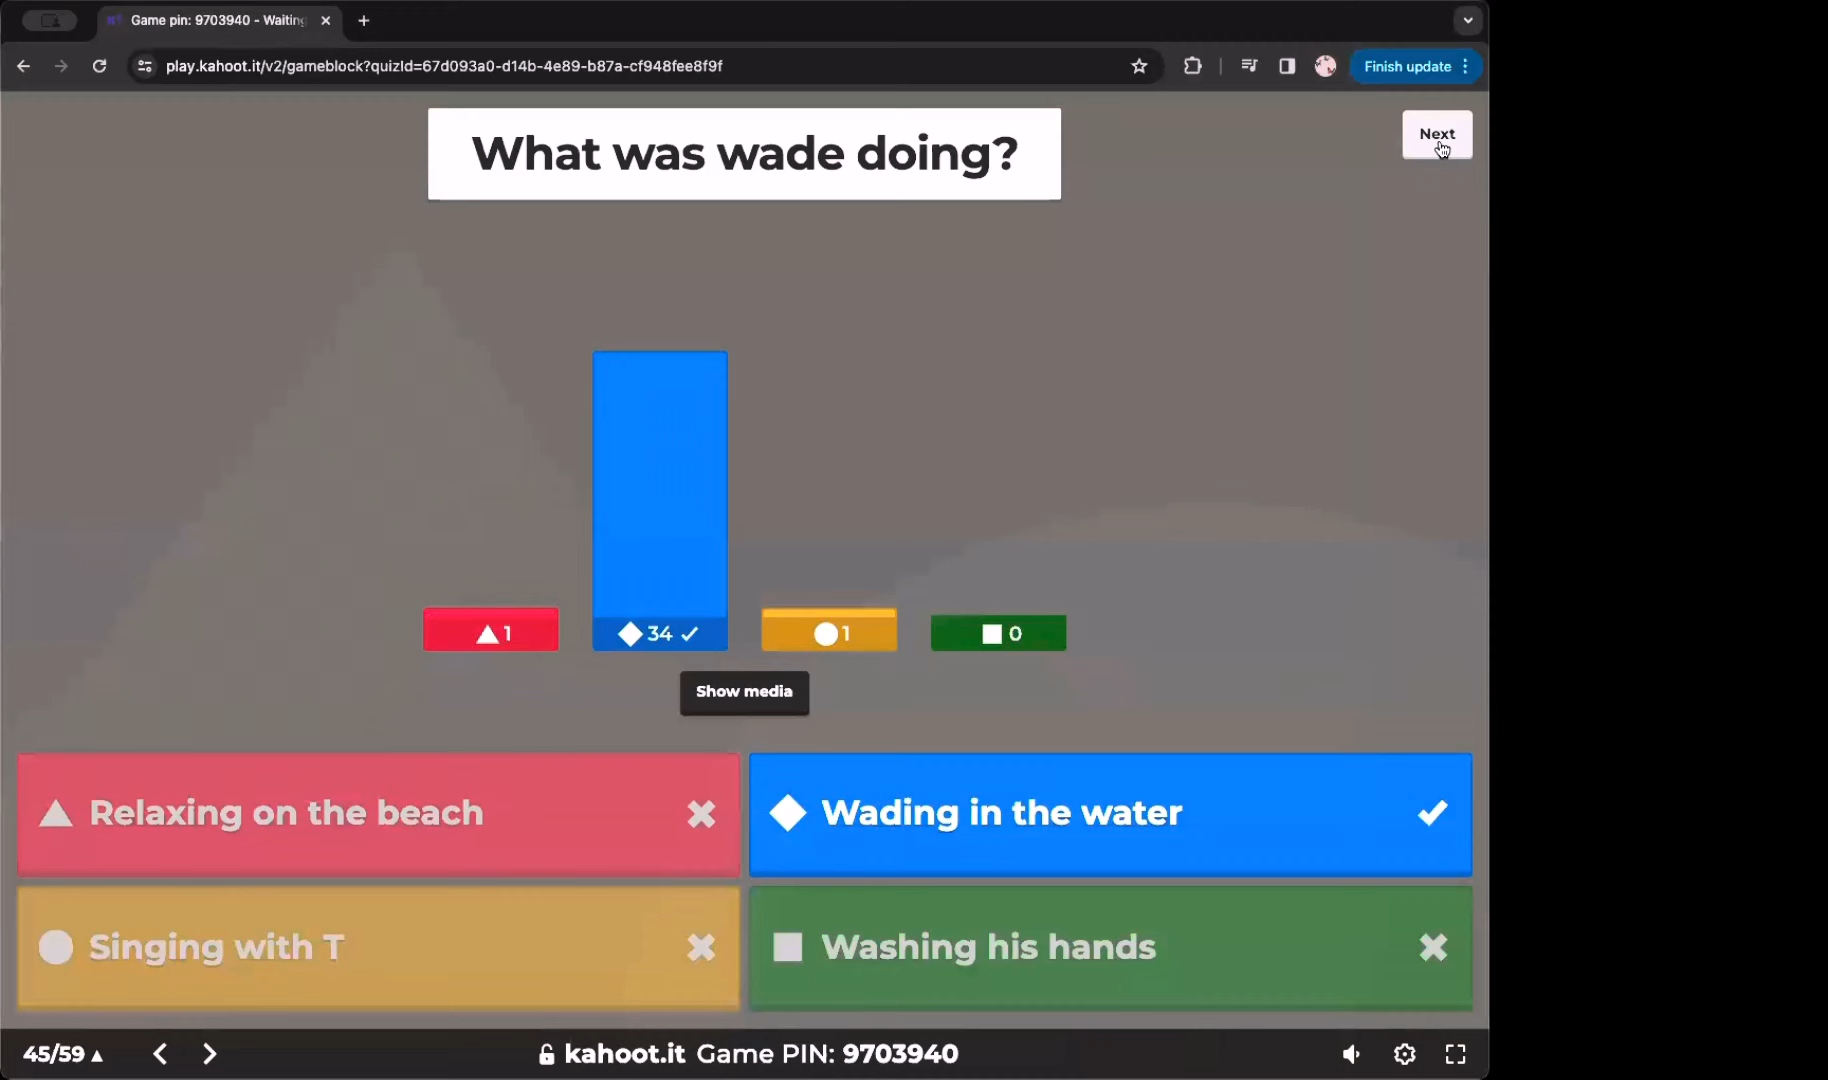 Game pin: 9703940 - Waiting
play.kahoot.it/v2/gameblock?quizId=67d093a0-d14b-4e89-b87a-cf948fee8f9f
Finish update
What was wade doing?
Next
1
34
1
0
Show media
Relaxing on the beach
Wading in the water
Singing with T
Washing his hands
45/59
kahoot.it Game PIN: 9703940